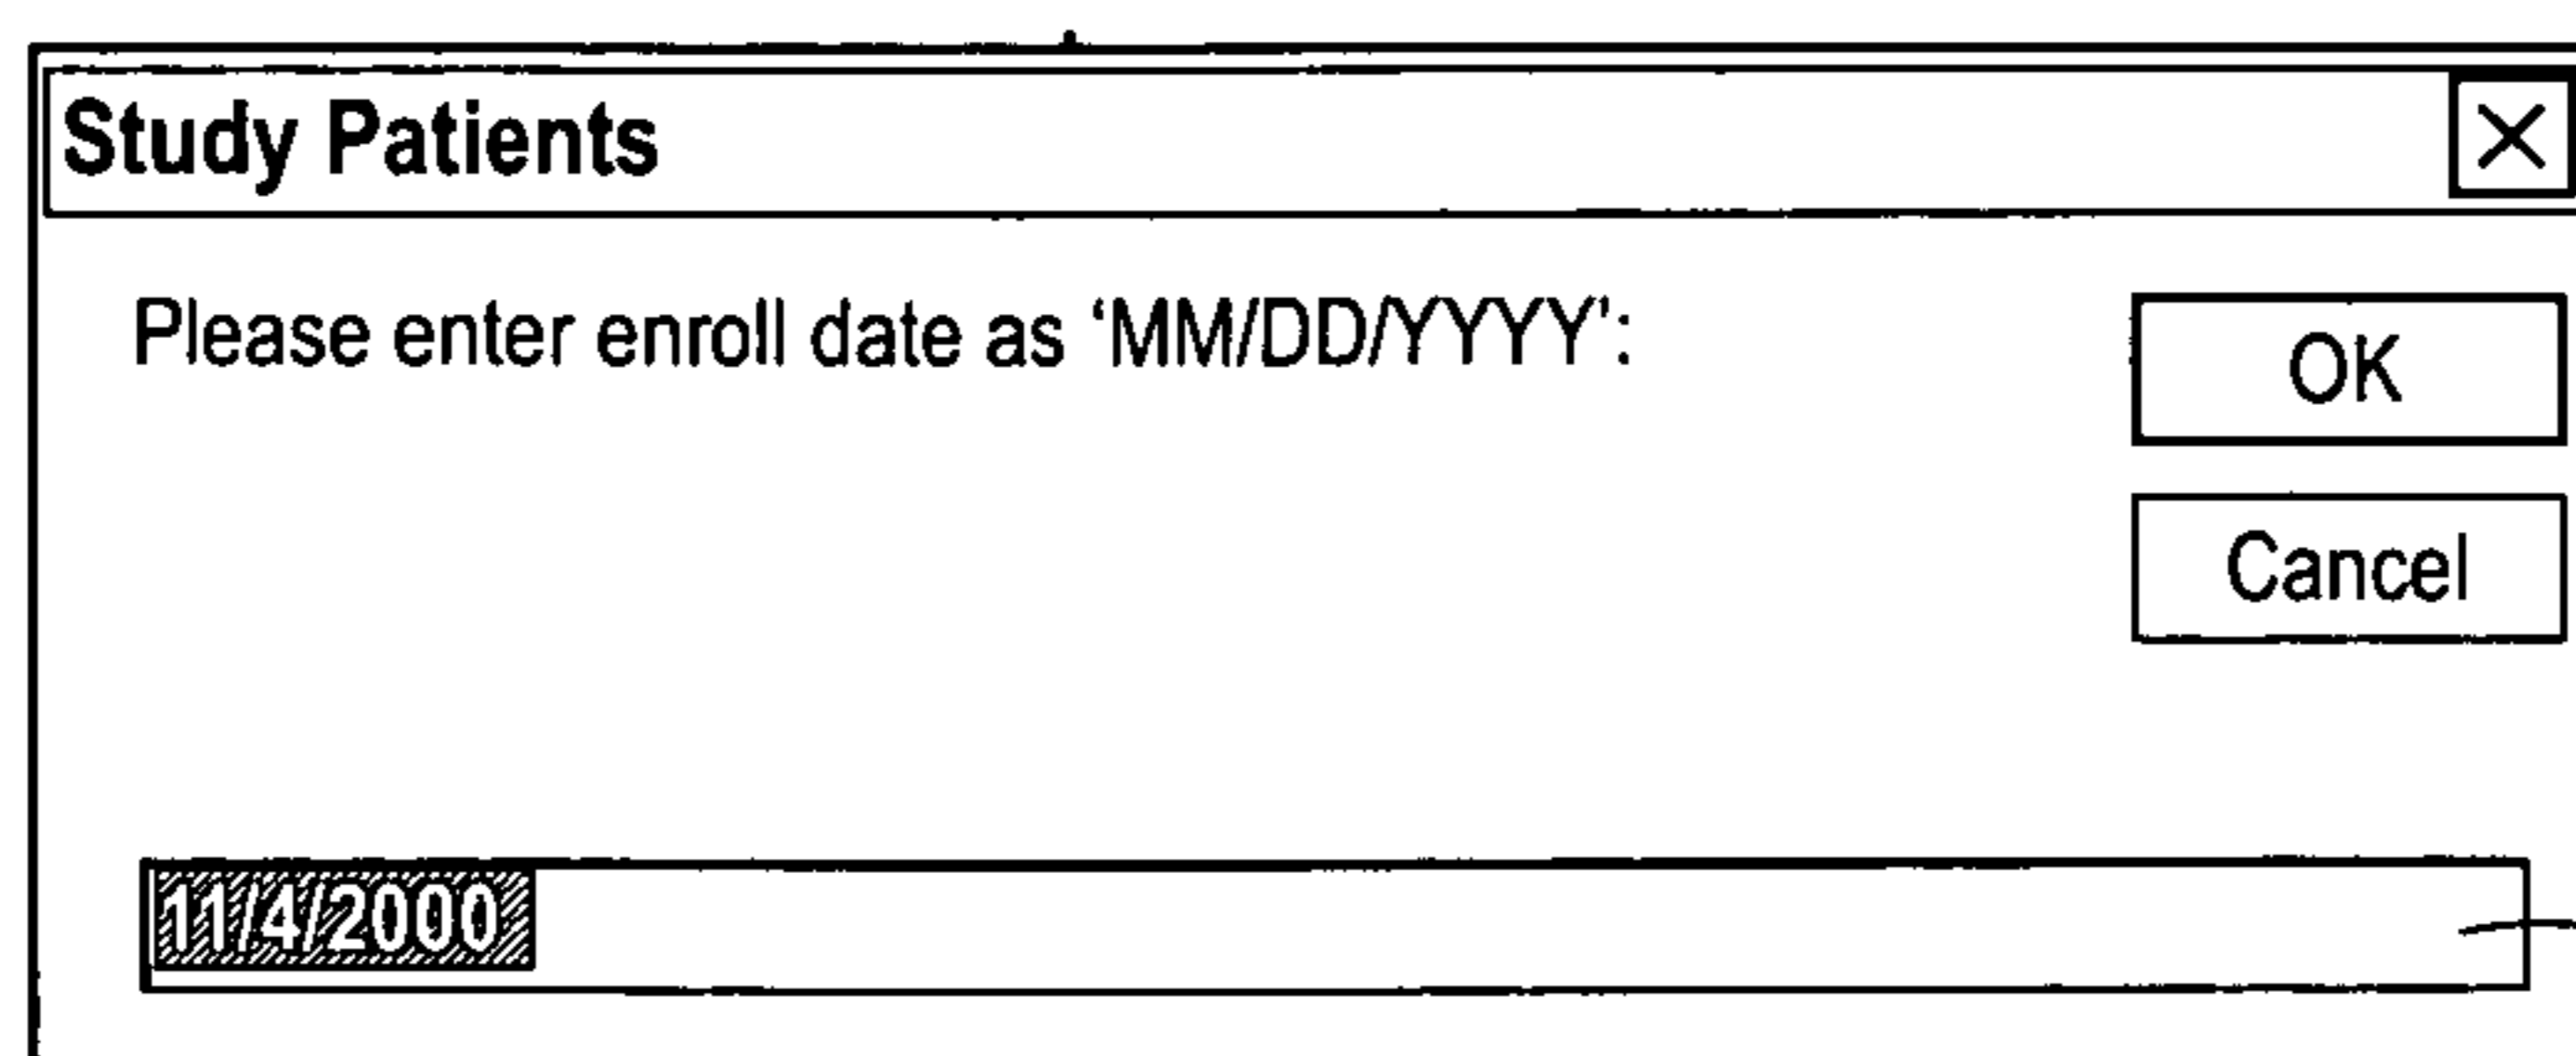 Study Patients
Please enter enroll date as ‘MM/DD/YYYY’:
OK
Cancel
11/4/2000